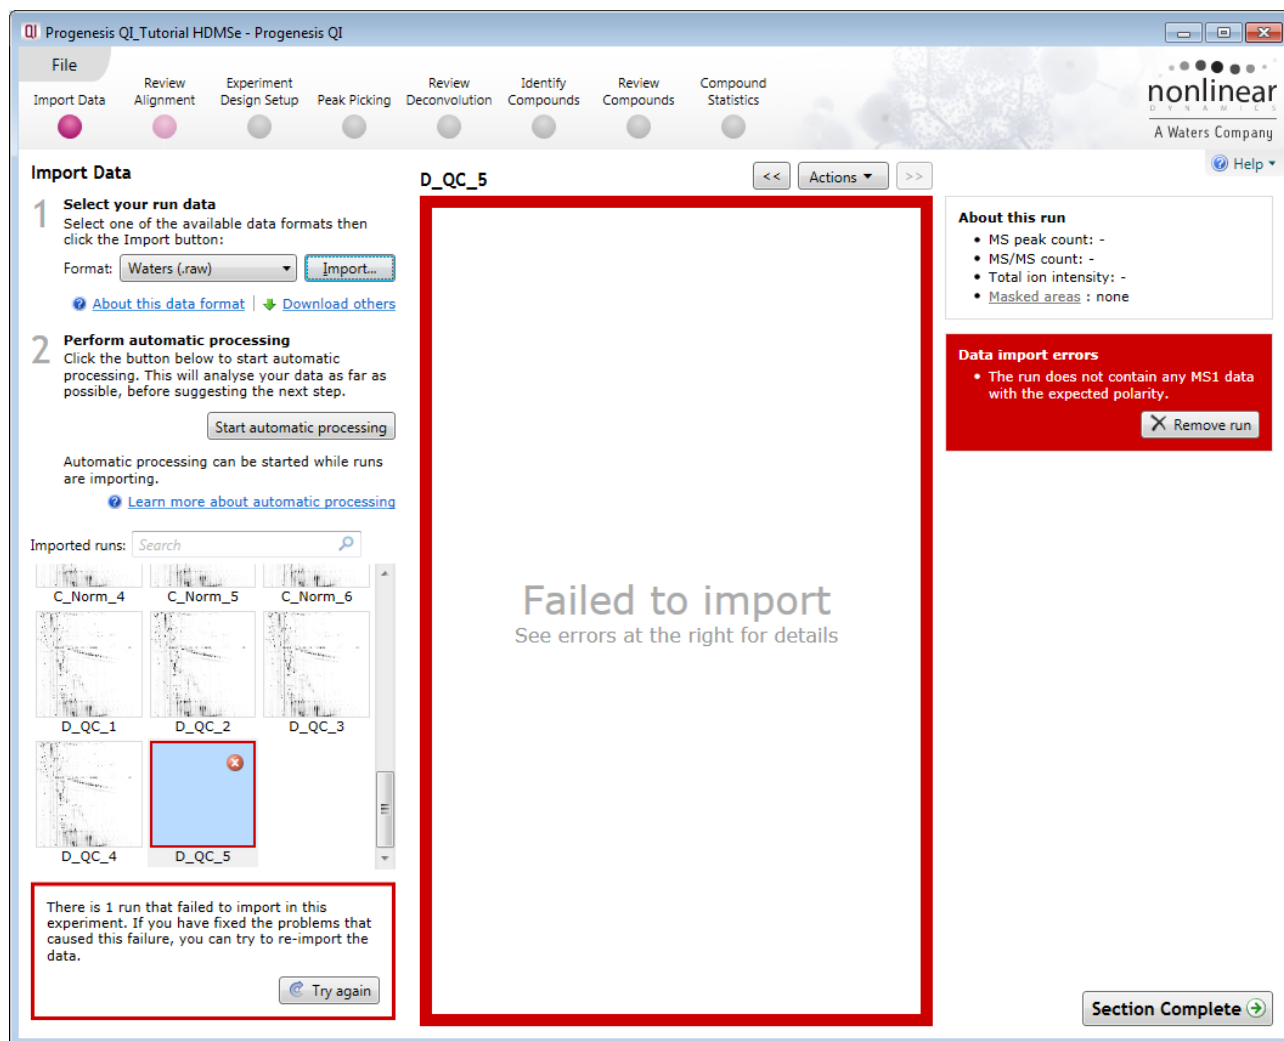 Progenesis QI_Tutorial HDMSe - Progenesis QI
File
Import Data
Review
Alignment
Experiment
Design Setup
Peak Picking
Review
Deconvolution
Identify
Compounds
Review
Compounds
Compound
Statistics
nonlinear
DYNAMICS
A Waters Company
Help
Import Data
1 Select your run data
Select one of the available data formats then
click the Import button:
Format: Waters (.raw) Import...
About this data format | Download others
2 Perform automatic processing
Click the button below to start automatic
processing. This will analyse your data as far as
possible, before suggesting the next step.
Start automatic processing
Automatic processing can be started while runs
are importing.
Learn more about automatic processing
Imported runs: Search
C_Norm_4 C_Norm_5 C_Norm_6
D_QC_1 D_QC_2 D_QC_3
D_QC_4 D_QC_5
There is 1 run that failed to import in this
experiment. If you have fixed the problems that
caused this failure, you can try to re-import the
data.
Try again
D_QC_5
<< Actions >>
Failed to import
See errors at the right for details
About this run
• MS peak count: -
• MS/MS count: -
• Total ion intensity: -
• Masked areas : none
Data import errors
• The run does not contain any MS1 data
with the expected polarity.
Remove run
Section Complete